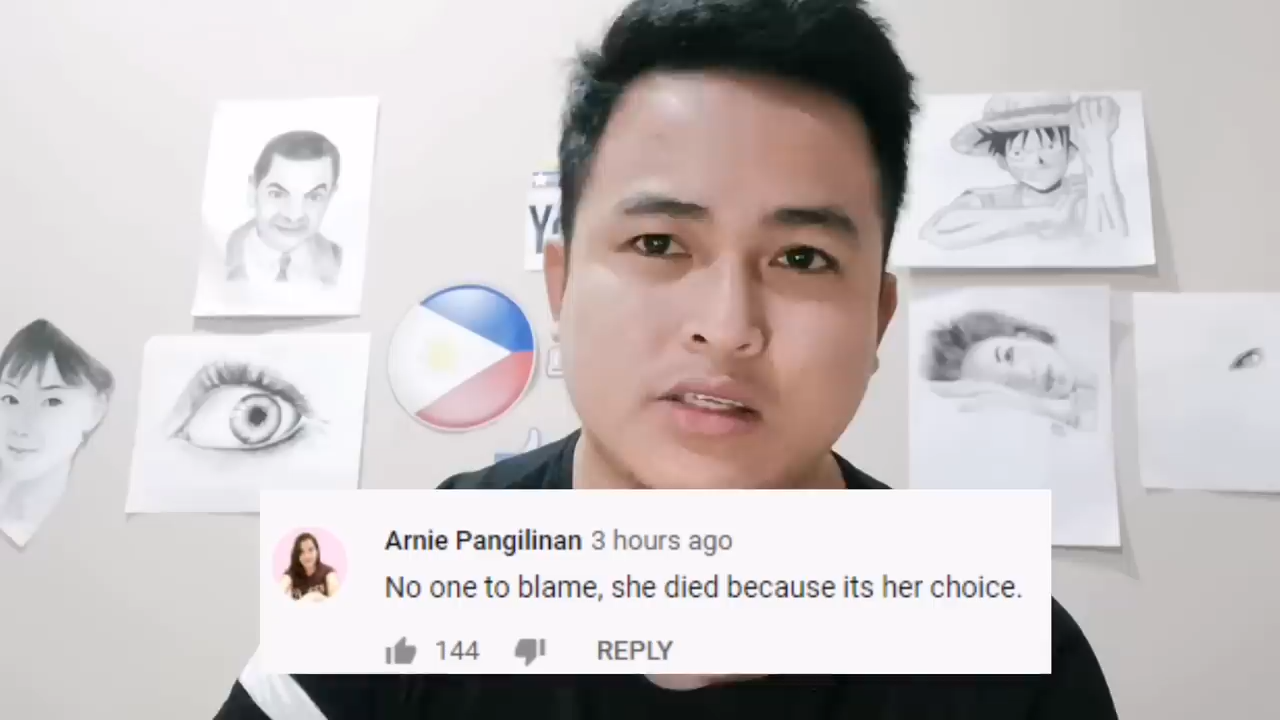 Arnie Pangilinan 3 hours ago
No one to blame, she died because its her choice.
144 REPLY